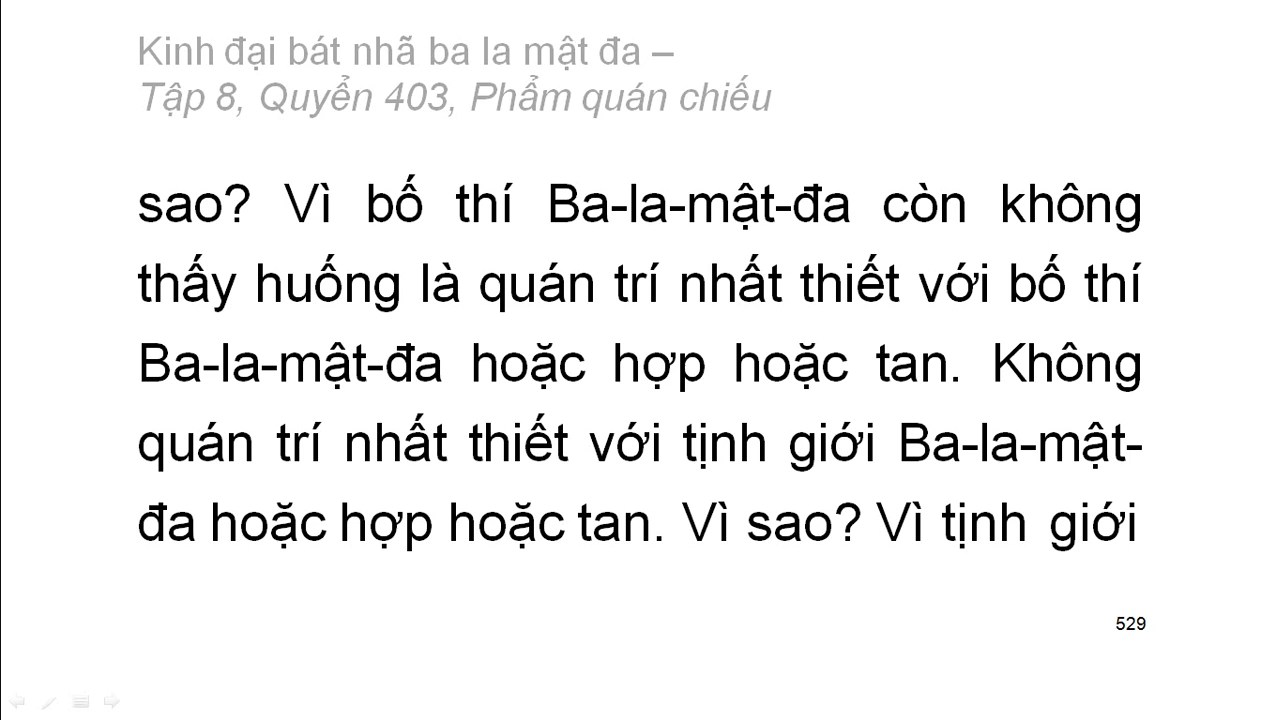 Kinh đại bát nhã ba la mật đa –
Tập 8, Quyển 403, Phẩm quán chiếu
sao? Vì bố thí Ba-la-mật-đa còn không
thấy huống là quán trí nhất thiết với bố thí
Ba-la-mật-đa hoặc hợp hoặc tan. Không
quán trí nhất thiết với tịnh giới Ba-la-mật-
đa hoặc hợp hoặc tan. Vì sao? Vì tịnh giới
529